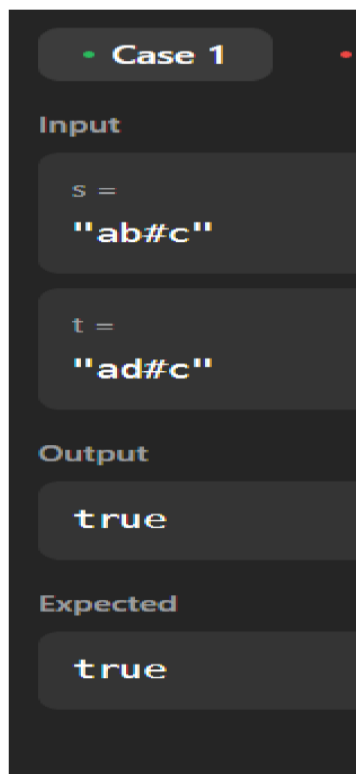 Case 1
Input
s =
"ab#c"
t =
"ad#c"
Output
true
Expected
true